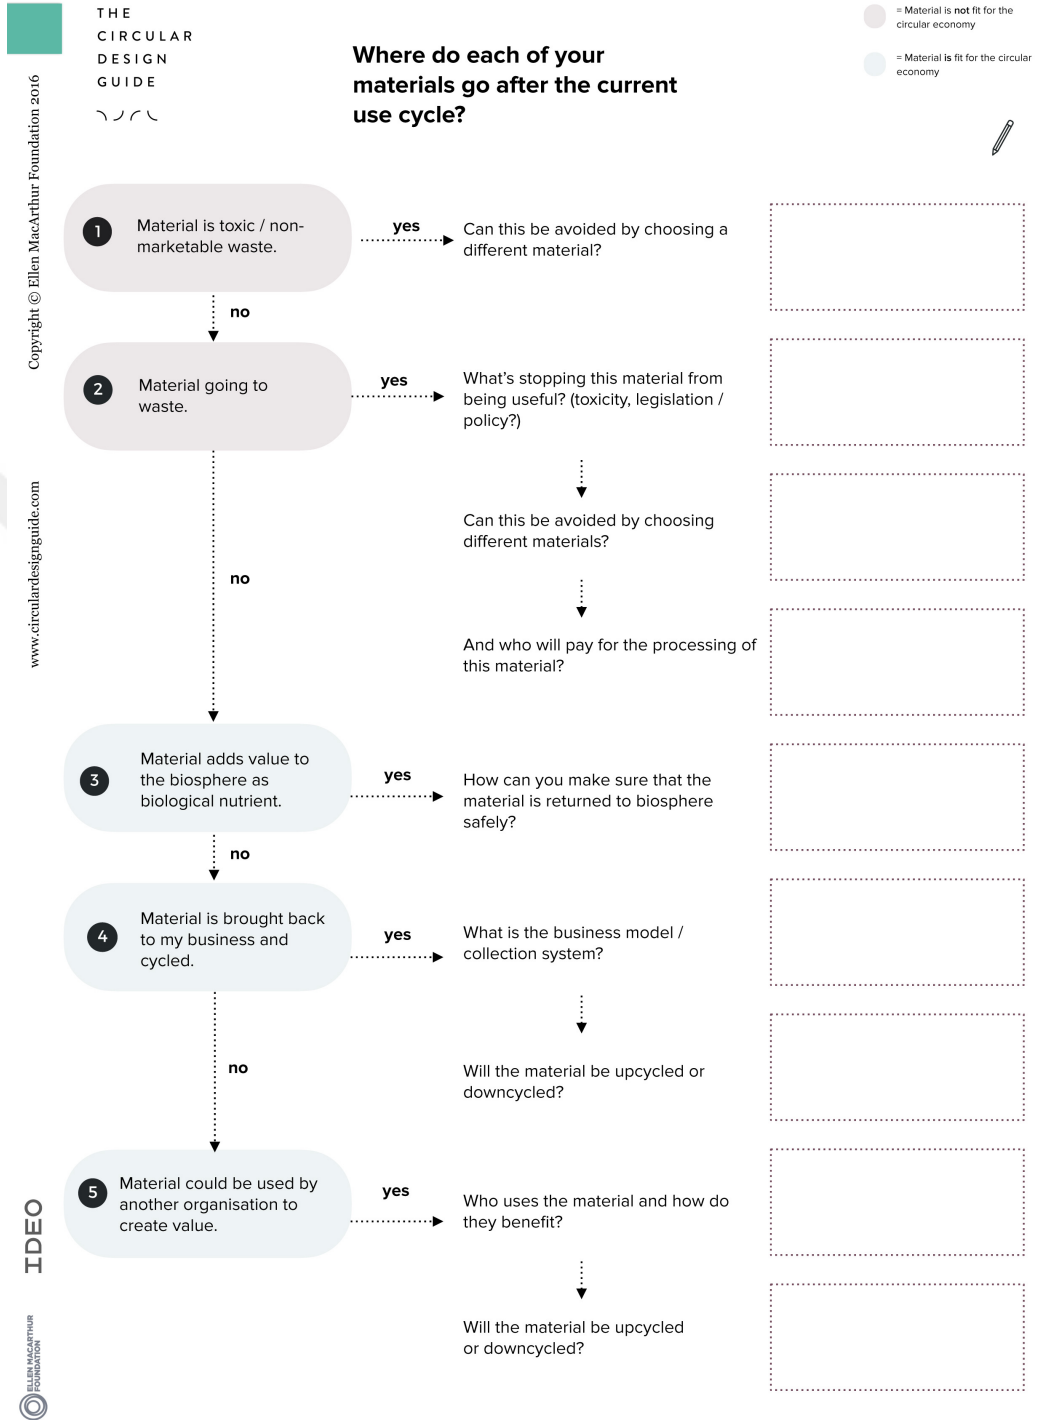 THE
CIRCULAR
DESIGN
GUIDE
Where do each of your
materials go after the current
use cycle?
= Material is not fit for the
circular economy
= Material is fit for the circular
economy
Copyright © Ellen MacArthur Foundation 2016
www.circulardesignguide.com
1
Material is toxic / non-
marketable waste.
yes
Can this be avoided by choosing a
different material?
no
2
Material going to
waste.
yes
What's stopping this material from
being useful? (toxicity, legislation /
policy?)
Can this be avoided by choosing
different materials?
no
And who will pay for the processing of
this material?
3
Material adds value to
the biosphere as
biological nutrient.
yes
How can you make sure that the
material is returned to biosphere
safely?
no
4
Material is brought back
to my business and
cycled.
yes
What is the business model /
collection system?
no
Will the material be upcycled or
downcycled?
5
Material could be used by
another organisation to
create value.
yes
Who uses the material and how do
they benefit?
Will the material be upcycled
or downcycled?
IDEO
ELLEN MACARTHUR
FOUNDATION